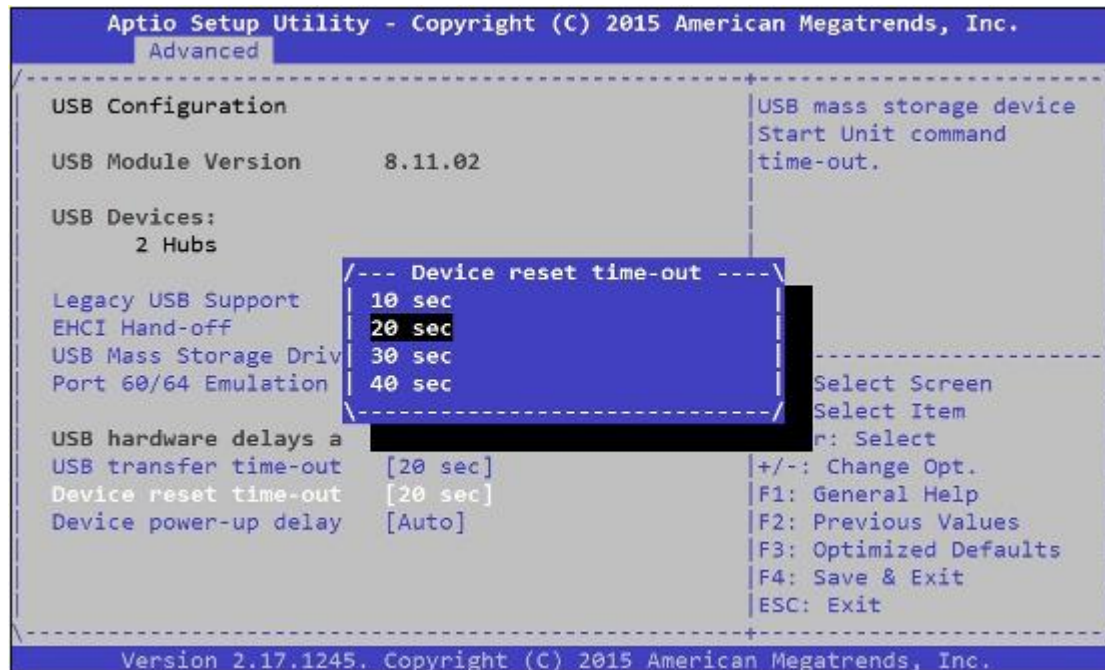 Aptio Setup Utility - Copyright (C) 2015 American Megatrends, Inc.
Advanced
USB Configuration
USB Module Version 8.11.02
USB Devices:
2 Hubs
Legacy USB Support
EHCI Hand-off
USB Mass Storage Driv
Port 60/64 Emulation
USB hardware delays a
USB transfer time-out [20 sec]
Device reset time-out [20 sec]
Device power-up delay [Auto]
--- Device reset time-out ----
10 sec
20 sec
30 sec
40 sec
USB mass storage device
Start Unit command
time-out.
Select Screen
Select Item
r: Select
+/-: Change Opt.
F1: General Help
F2: Previous Values
F3: Optimized Defaults
F4: Save & Exit
ESC: Exit
Version 2.17.1245. Copyright (C) 2015 American Megatrends, Inc.